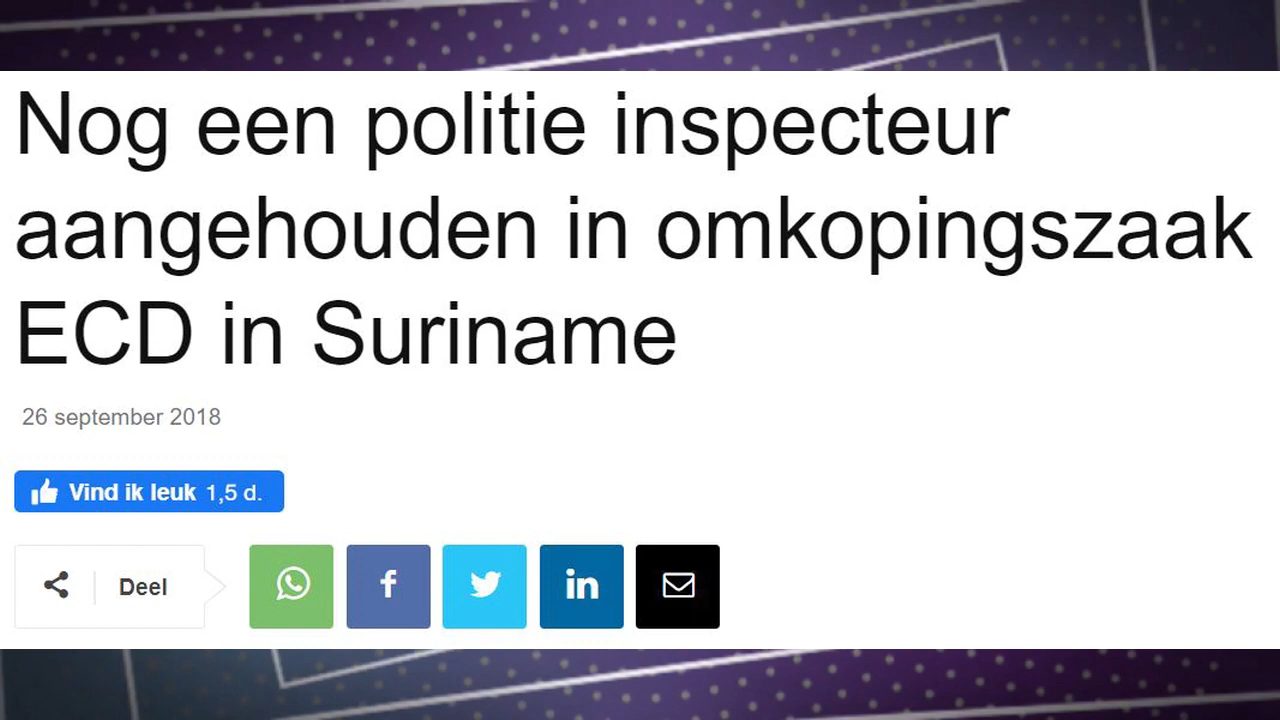 Nog een politie inspecteur
aangehouden in omkopingszaak
ECD in Suriname
26 september 2018
Vind ik leuk 1,5 d.
Deel